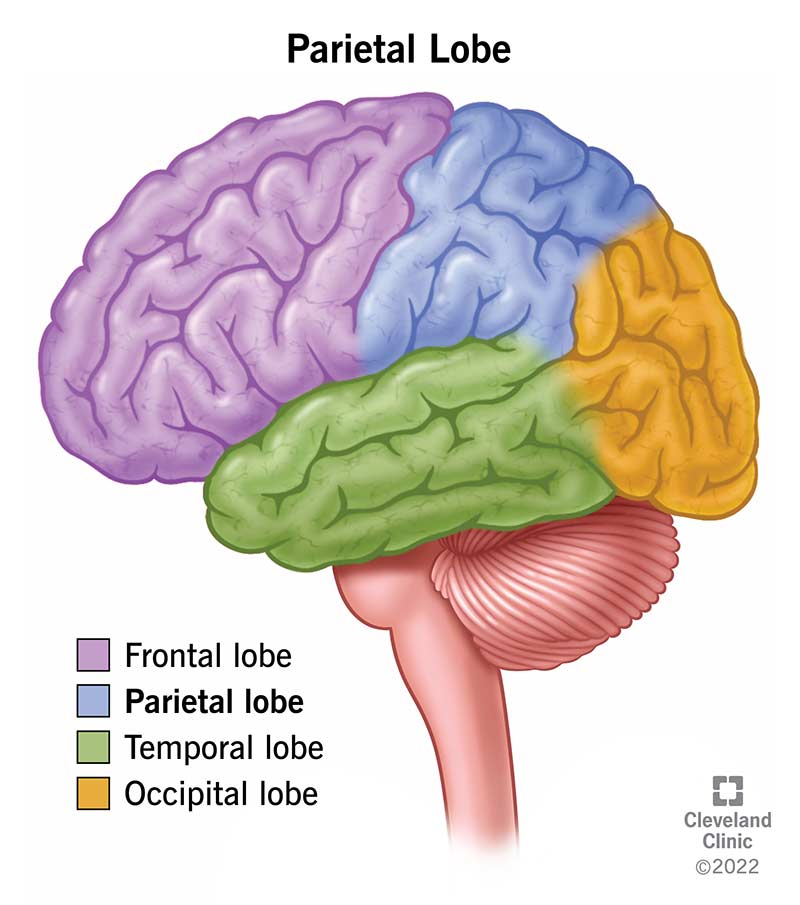 Parietal Lobe
Frontal lobe
Parietal lobe
Temporal lobe
Occipital lobe
Cleveland
Clinic
©2022